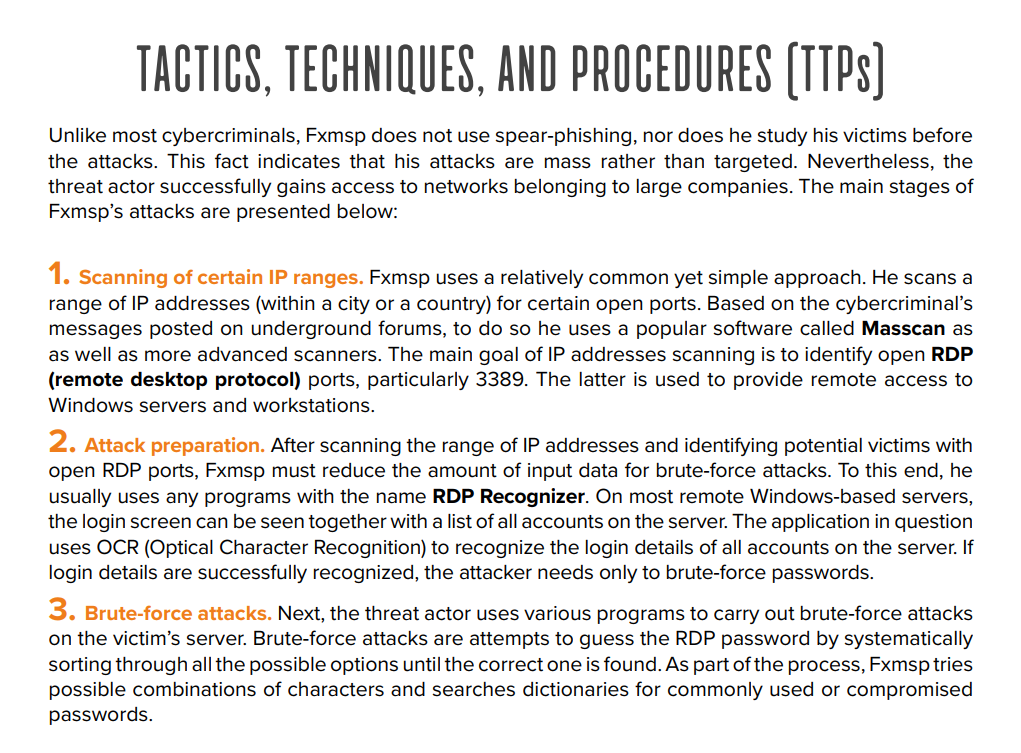 TACTICS, TECHNIQUES, AND PROCEDURES (TTPs)
Unlike most cybercriminals, Fxmsp does not use spear-phishing, nor does he study his victims before
the attacks. This fact indicates that his attacks are mass rather than targeted. Nevertheless, the
threat actor successfully gains access to networks belonging to large companies. The main stages of
Fxmsp's attacks are presented below:
1. Scanning of certain IP ranges. Fxmsp uses a relatively common yet simple approach. He scans a
range of IP addresses (within a city or a country) for certain open ports. Based on the cybercriminal's
messages posted on underground forums, to do so he uses a popular software called Masscan as
as well as more advanced scanners. The main goal of IP addresses scanning is to identify open RDP
(remote desktop protocol) ports, particularly 3389. The latter is used to provide remote access to
Windows servers and workstations.
2. Attack preparation. After scanning the range of IP addresses and identifying potential victims with
open RDP ports, Fxmsp must reduce the amount of input data for brute-force attacks. To this end, he
usually uses any programs with the name RDP Recognizer. On most remote Windows-based servers,
the login screen can be seen together with a list of all accounts on the server. The application in question
uses OCR (Optical Character Recognition) to recognize the login details of all accounts on the server. If
login details are successfully recognized, the attacker needs only to brute-force passwords.
3. Brute-force attacks. Next, the threat actor uses various programs to carry out brute-force attacks
on the victim's server. Brute-force attacks are attempts to guess the RDP password by systematically
sorting through all the possible options until the correct one is found. As part of the process, Fxmsp tries
possible combinations of characters and searches dictionaries for commonly used or compromised
passwords.